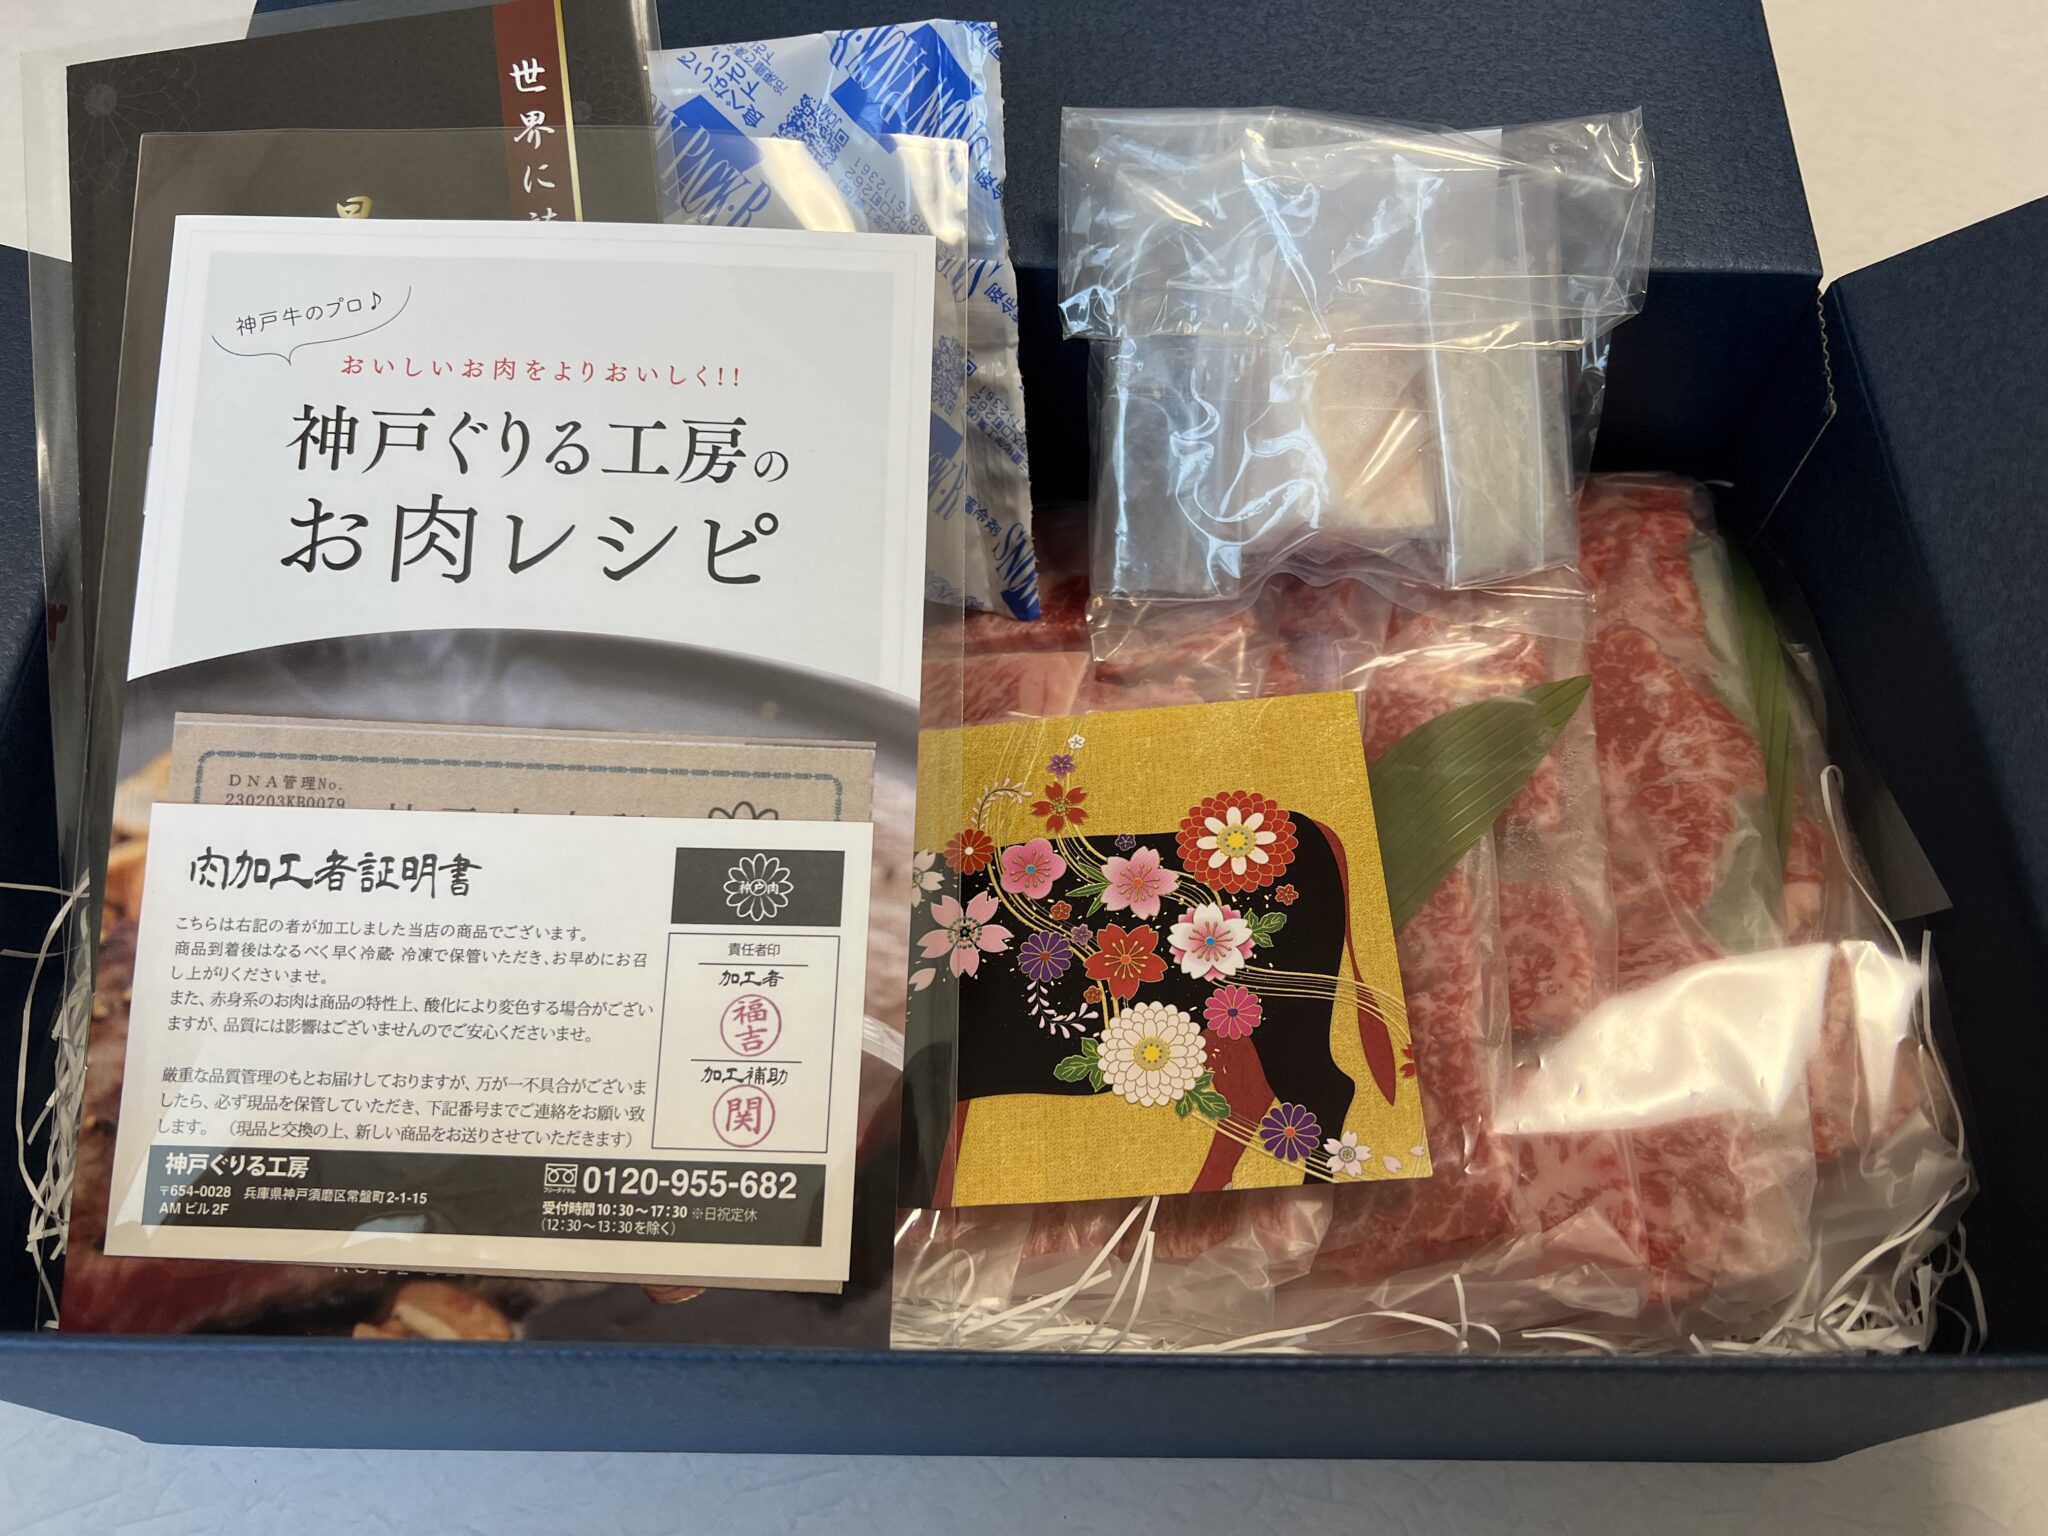 世界に
神戸牛のプロ♪
おいしいお肉をよりおいしく!!
神戸ぐりる工房の
お肉レシピ
DNA管理No.
230203KB0079
肉加工者証明書
神戸肉
こちらは右記の者が加工しました当店の商品でございます。
商品到着後はなるべく早く冷蔵・冷凍で保管いただき、お早めにお召
し上がりくださいませ。
また、赤身系のお肉は商品の特性上、酸化により変色する場合がござい
ますが、品質には影響はございませんのでご安心くださいませ。
厳重な品質管理のもとお届けしておりますが、万が一不具合がございま
したら、必ず現品を保管していただき、下記番号までご連絡をお願い致
します。（現品と交換の上、新しい商品をお送りさせていただきます）
責任者印
加工者
福吉
加工補助
関
神戸ぐりる工房
〒654-0028 兵庫県神戸須磨区常盤町2-1-15
AMビル2F
フリーダイヤル 0120-955-682
受付時間10:30～17:30 ※日祝定休
(12:30～13:30を除く)